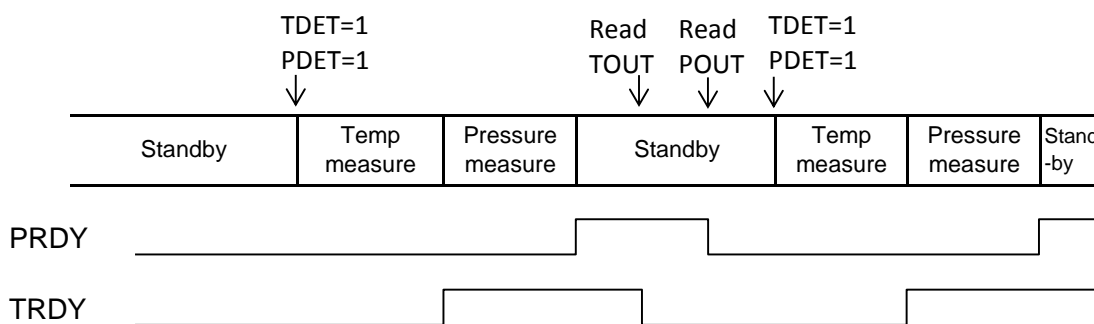 TDET=1
PDET=1
Read
TOUT
Read
POUT
TDET=1
PDET=1
Standby
Temp
measure
Pressure
measure
Standby
Temp
measure
Pressure
measure
Stand
-by
PRDY
TRDY